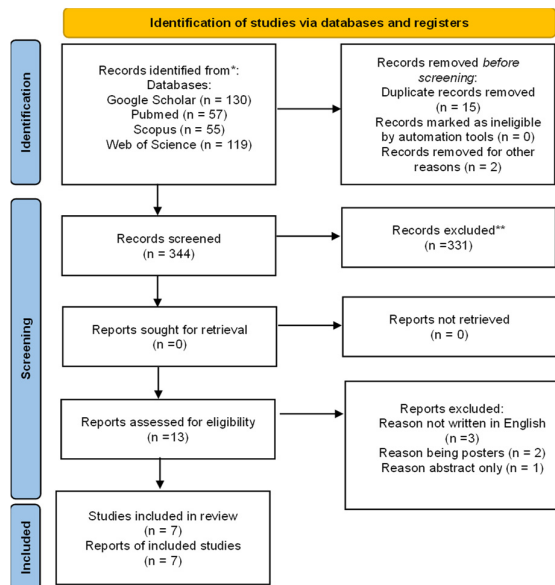 Identification of studies via databases and registers
Identification
Records identified from*:
Databases:
Google Scholar (n = 130)
Pubmed (n = 57)
Scopus (n = 55)
Web of Science (n = 119)
Records removed before
screening:
Duplicate records removed
(n = 15)
Records marked as ineligible
by automation tools (n = 0)
Records removed for other
reasons (n = 2)
Screening
Records screened
(n = 344)
Records excluded**
(n =331)
Reports sought for retrieval
(n =0)
Reports not retrieved
(n = 0)
Reports assessed for eligibility
(n =13)
Reports excluded:
Reason not written in English
(n =3)
Reason being posters (n = 2)
Reason abstract only (n = 1)
Included
Studies included in review
(n = 7)
Reports of included studies
(n = 7)